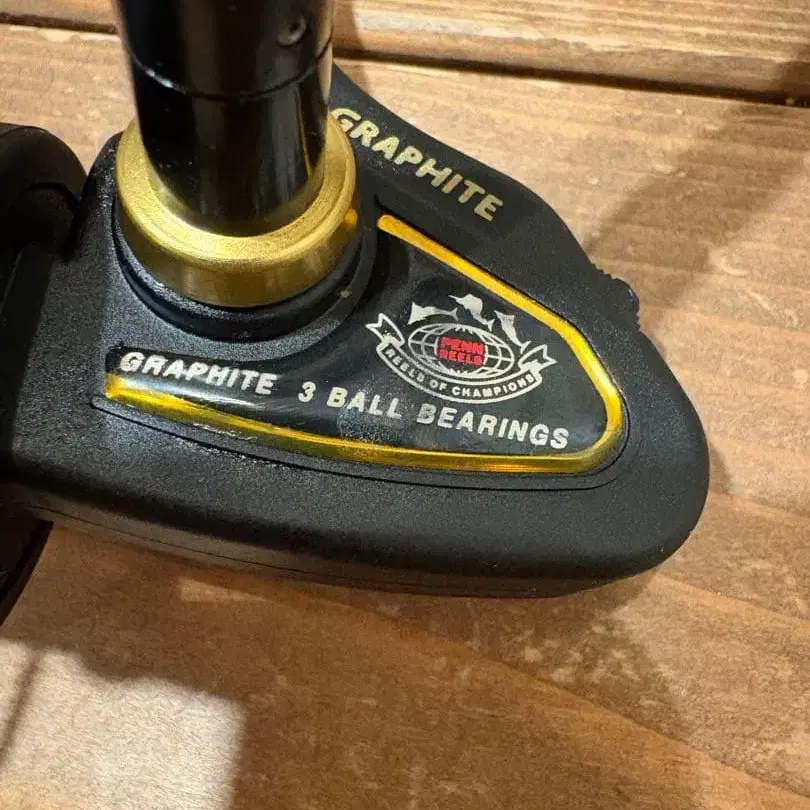 GRAPHITE
PENN
REELS
REELS OF CHAMPIONS
GRAPHITE 3 BALL BEARINGS